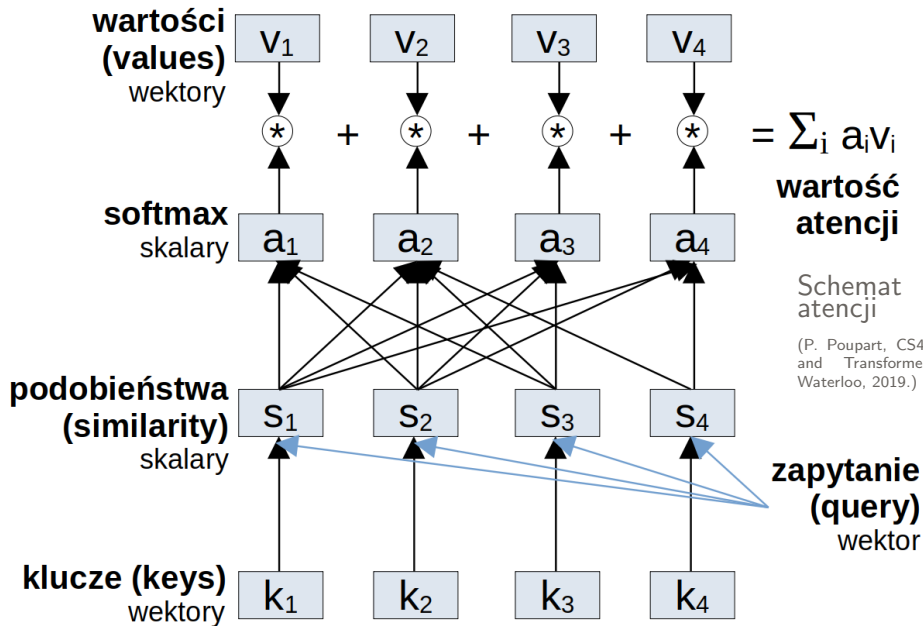 wartości
(values)
wektory
v1 v2 v3 v4
* + * + * + * = Σi aivi
wartość
atencji
softmax
skalary
a1 a2 a3 a4
Schemat
atencji
(P. Poupart, CS4
and Transforme
Waterloo, 2019.)
podobieństwa
(similarity)
skalary
s1 s2 s3 s4
zapytanie
(query)
wektor
klucze (keys)
wektory
k1 k2 k3 k4